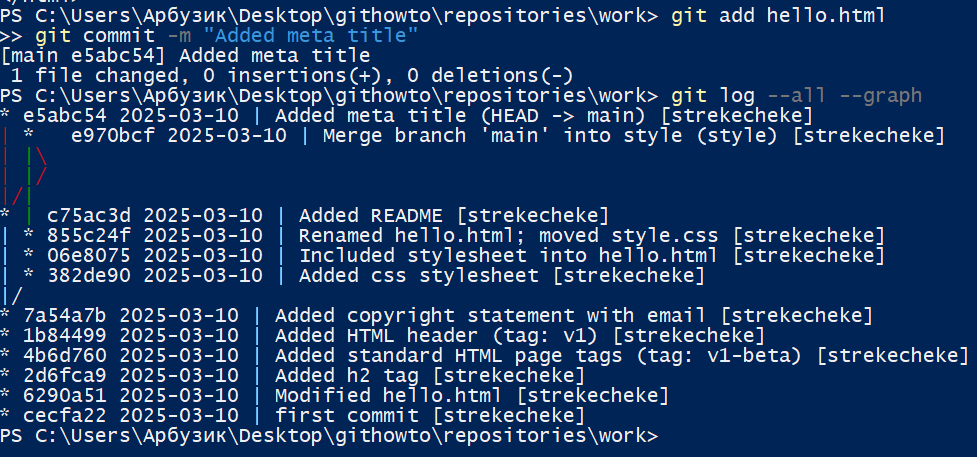 PS C:\Users\Арбузик\Desktop\githowto\repositories\work> git add hello.html
>> git commit -m "Added meta title"
[main e5abc54] Added meta title
 1 file changed, 0 insertions(+), 0 deletions(-)
PS C:\Users\Арбузик\Desktop\githowto\repositories\work> git log --all --graph
* e5abc54 2025-03-10 | Added meta title (HEAD -> main) [strekecheke]
| *   e970bcf 2025-03-10 | Merge branch 'main' into style (style) [strekecheke]
| |\
| |/
|/|
* | c75ac3d 2025-03-10 | Added README [strekecheke]
| * 855c24f 2025-03-10 | Renamed hello.html; moved style.css [strekecheke]
| * 06e8075 2025-03-10 | Included stylesheet into hello.html [strekecheke]
| * 382de90 2025-03-10 | Added css stylesheet [strekecheke]
|/
* 7a54a7b 2025-03-10 | Added copyright statement with email [strekecheke]
* 1b84499 2025-03-10 | Added HTML header (tag: v1) [strekecheke]
* 4b6d760 2025-03-10 | Added standard HTML page tags (tag: v1-beta) [strekecheke]
* 2d6fca9 2025-03-10 | Added h2 tag [strekecheke]
* 6290a51 2025-03-10 | Modified hello.html [strekecheke]
* cecfa22 2025-03-10 | first commit [strekecheke]
PS C:\Users\Арбузик\Desktop\githowto\repositories\work>